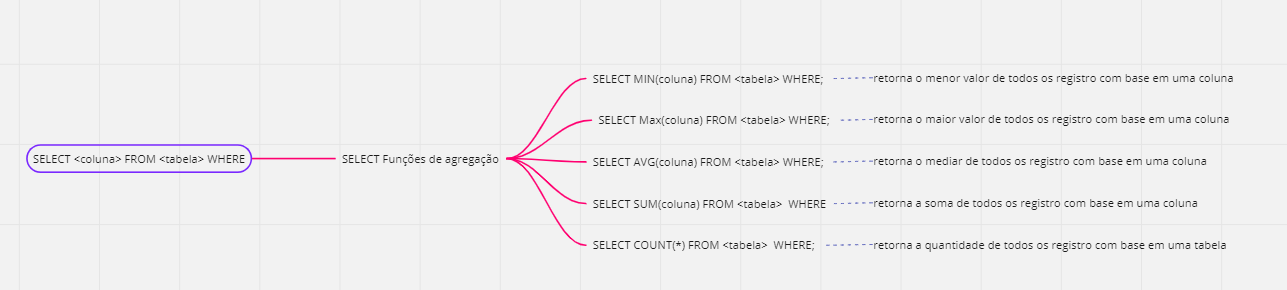 SELECT MIN(coluna) FROM <tabela> WHERE; retorna o menor valor de todos os registro com base em uma coluna
SELECT Max(coluna) FROM <tabela> WHERE; retorna o maior valor de todos os registro com base em uma coluna
SELECT <coluna> FROM <tabela> WHERE SELECT Funções de agregação SELECT AVG(coluna) FROM <tabela> WHERE; retorna o mediar de todos os registro com base em uma coluna
SELECT SUM(coluna) FROM <tabela> WHERE retorna a soma de todos os registro com base em uma coluna
SELECT COUNT(*) FROM <tabela> WHERE; retorna a quantidade de todos os registro com base em uma tabela